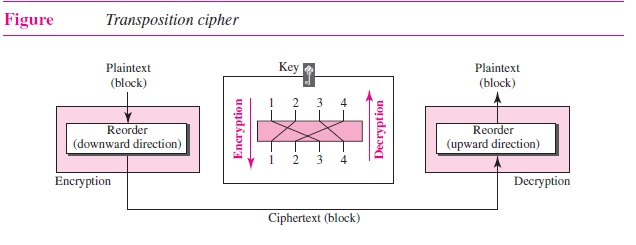 Figure Transposition cipher
Plaintext
(block)
Reorder
(downward direction)
Encryption
Key
Encryption
1 2 3 4
1 2 3 4
Decryption
Plaintext
(block)
Reorder
(upward direction)
Decryption
Ciphertext (block)